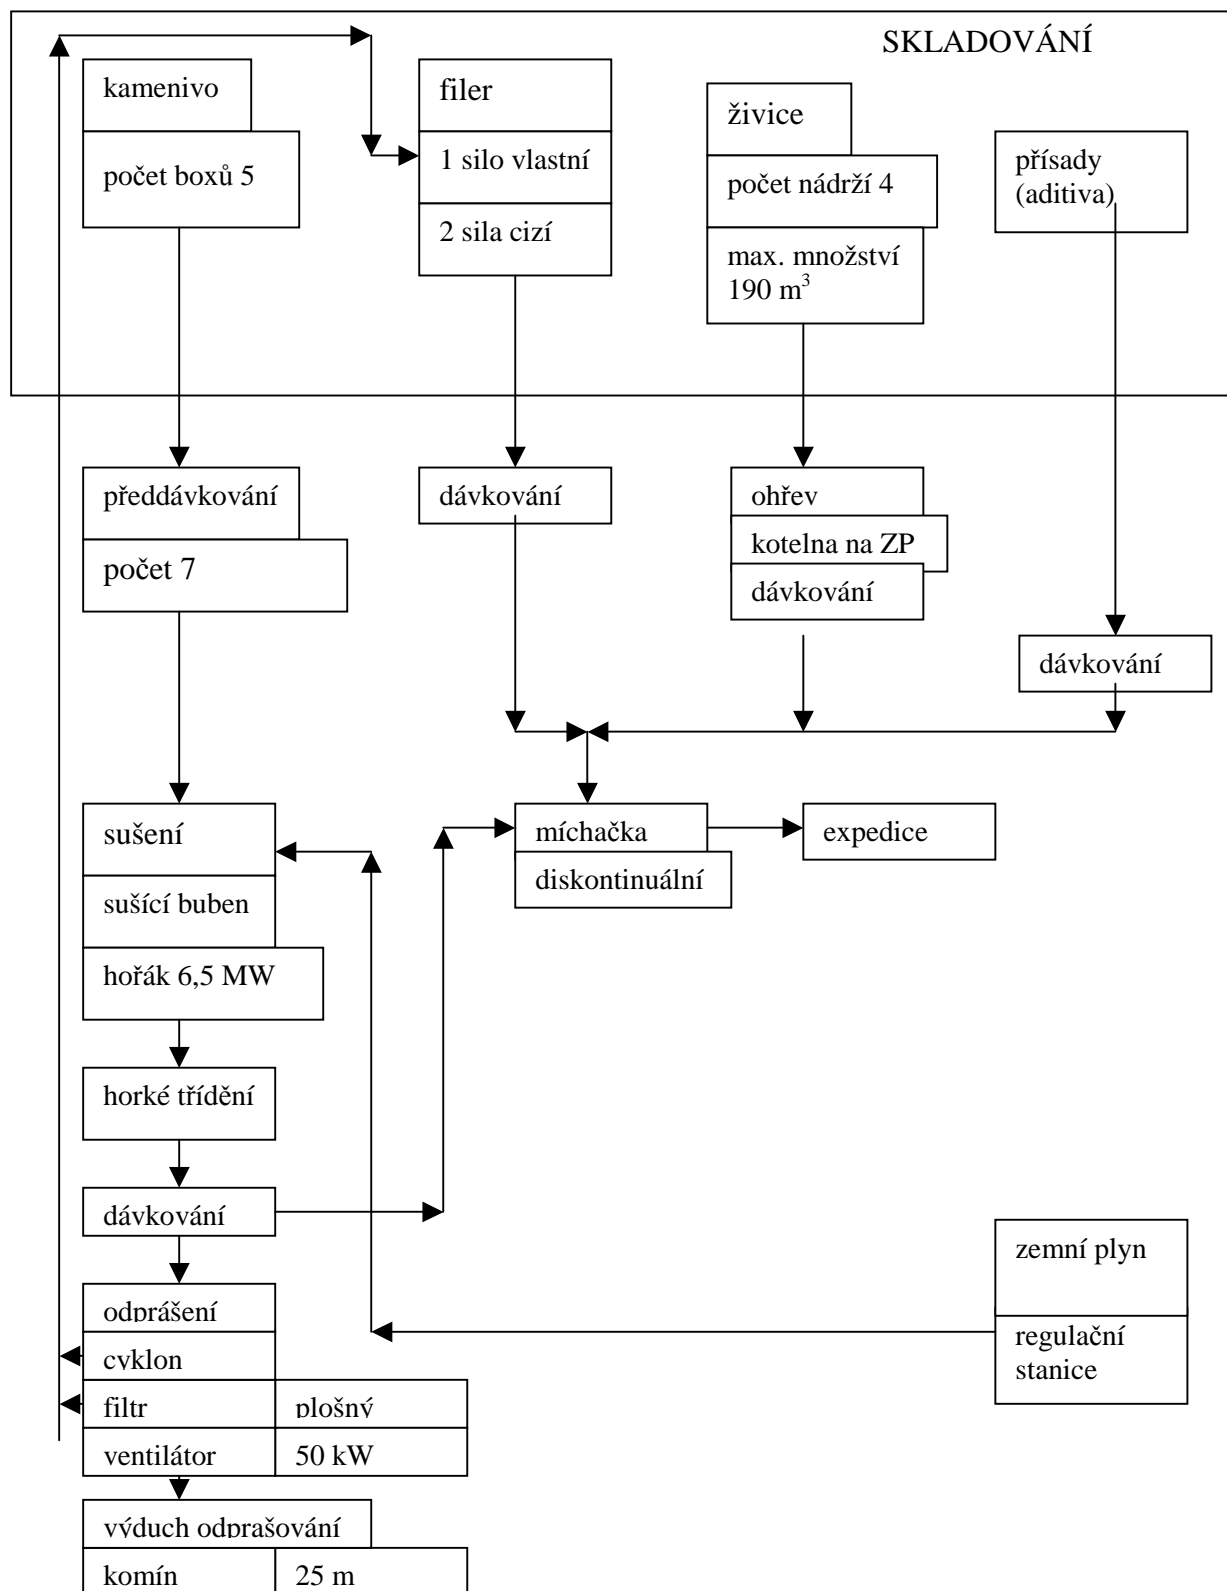 SKLADOVÁNÍ
kamenivo
počet boxů 5
filer
1 silo vlastní
2 sila cizí
živice
počet nádrží 4
max. množství
190 m³
přísady
(aditiva)
předdávkování
počet 7
dávkování
ohřev
kotelna na ZP
dávkování
dávkování
sušení
sušící buben
hořák 6,5 MW
míchačka
diskontinuální
expedice
horké třídění
dávkování
zemní plyn
regulační
stanice
odprášení
cyklon
filtr plošný
ventilátor 50 kW
výduch odprašování
komín 25 m